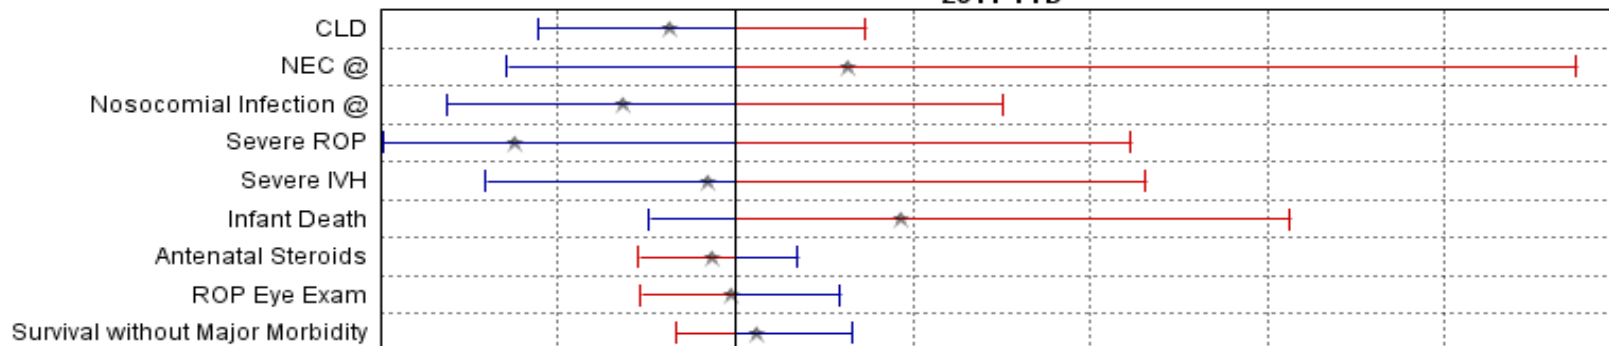 CLD
NEC @
Nosocomial Infection @
Severe ROP
Severe IVH
Infant Death
Antenatal Steroids
ROP Eye Exam
Survival without Major Morbidity